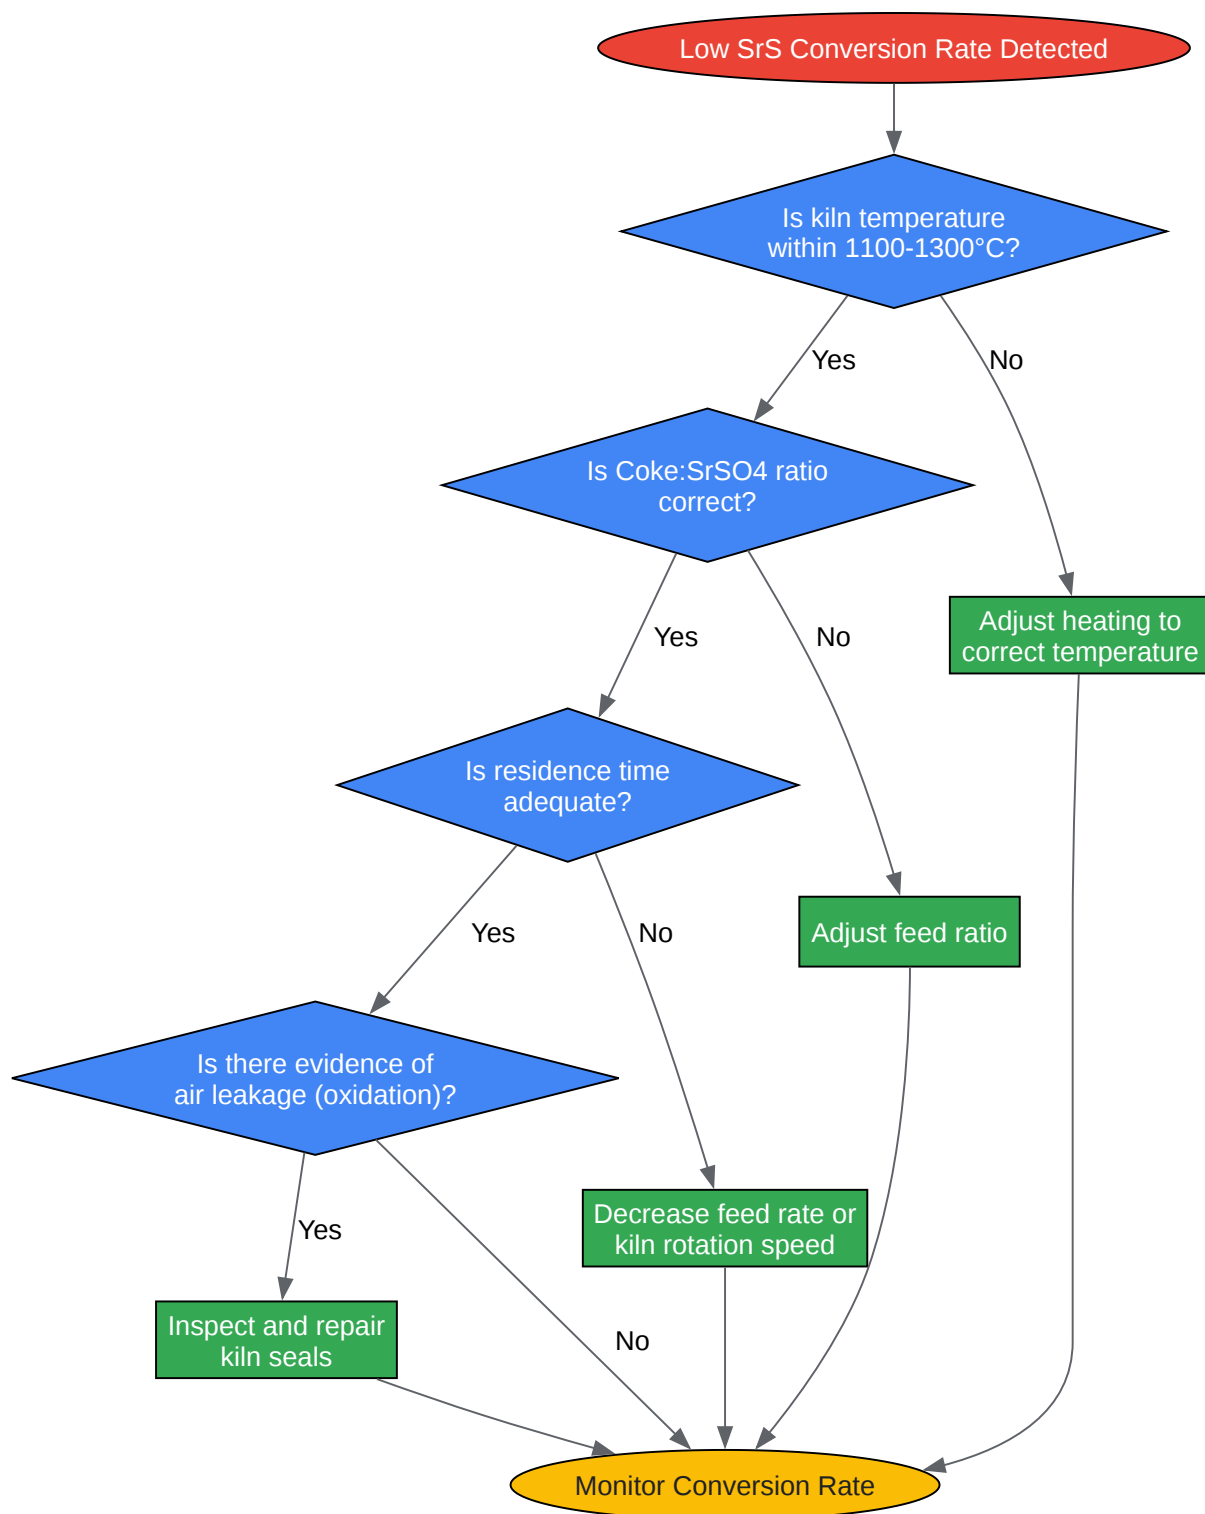 Low SrS Conversion Rate Detected
Is kiln temperature
within 1100-1300°C?
Yes
No
Is Coke:SrSO4 ratio
correct?
Yes
No
Adjust heating to
correct temperature
Is residence time
adequate?
Yes
No
Adjust feed ratio
Is there evidence of
air leakage (oxidation)?
Yes
Decrease feed rate or
kiln rotation speed
Inspect and repair
kiln seals
No
Monitor Conversion Rate